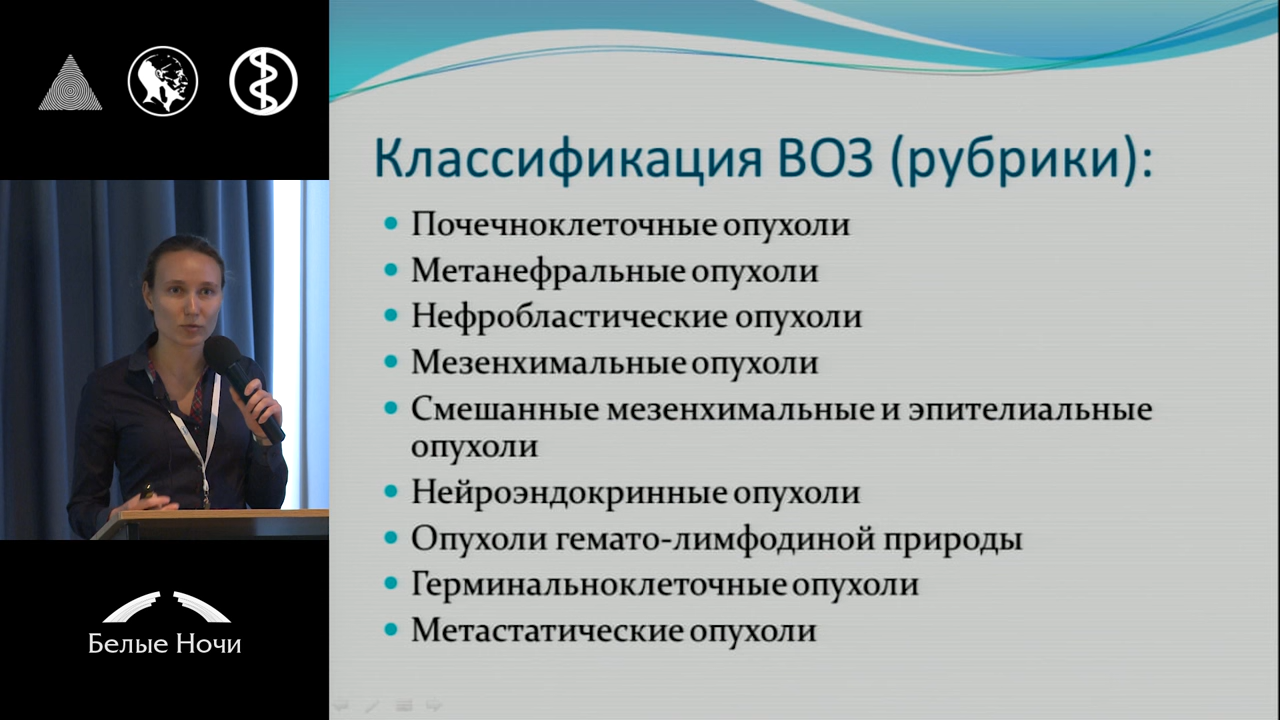 Классификация ВОЗ (рубрики):
• Почечноклеточные опухоли
• Метанефральные опухоли
• Нефробластические опухоли
• Мезенхимальные опухоли
• Смешанные мезенхимальные и эпителиальные
опухоли
• Нейроэндокринные опухоли
• Опухоли гемато-лимфодиной природы
• Герминальноклеточные опухоли
• Метастатические опухоли
Белые Ночи